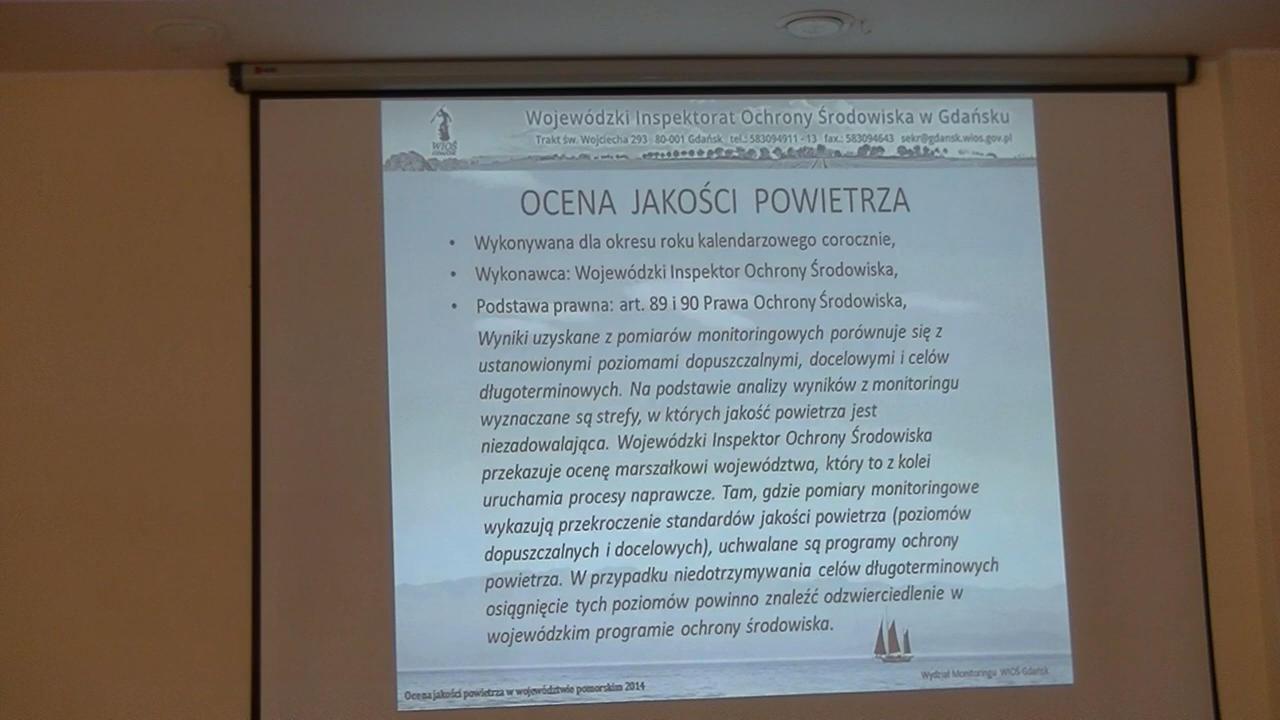 Wojewódzki Inspektorat Ochrony Środowiska w Gdańsku
Trakt św. Wojciecha 293 80-001 Gdańsk tel.: 583094911 - 13 fax.: 583094643 sekr@gdansk.wios.gov.pl
WIOŚ
OCENA JAKOŚCI POWIETRZA
• Wykonywana dla okresu roku kalendarzowego corocznie,
• Wykonawca: Wojewódzki Inspektor Ochrony Środowiska,
• Podstawa prawna: art. 89 i 90 Prawa Ochrony Środowiska,
Wyniki uzyskane z pomiarów monitoringowych porównuje się z
ustanowionymi poziomami dopuszczalnymi, docelowymi i celów
długoterminowych. Na podstawie analizy wyników z monitoringu
wyznaczane są strefy, w których jakość powietrza jest
niezadowalająca. Wojewódzki Inspektor Ochrony Środowiska
przekazuje ocenę marszałkowi województwa, który to z kolei
uruchamia procesy naprawcze. Tam, gdzie pomiary monitoringowe
wykazują przekroczenie standardów jakości powietrza (poziomów
dopuszczalnych i docelowych), uchwalane są programy ochrony
powietrza. W przypadku niedotrzymywania celów długoterminowych
osiągnięcie tych poziomów powinno znaleźć odzwierciedlenie w
wojewódzkim programie ochrony środowiska.
Wydział Monitoringu WIOŚ Gdańsk
Ocena jakości powietrza w województwie pomorskim 2014